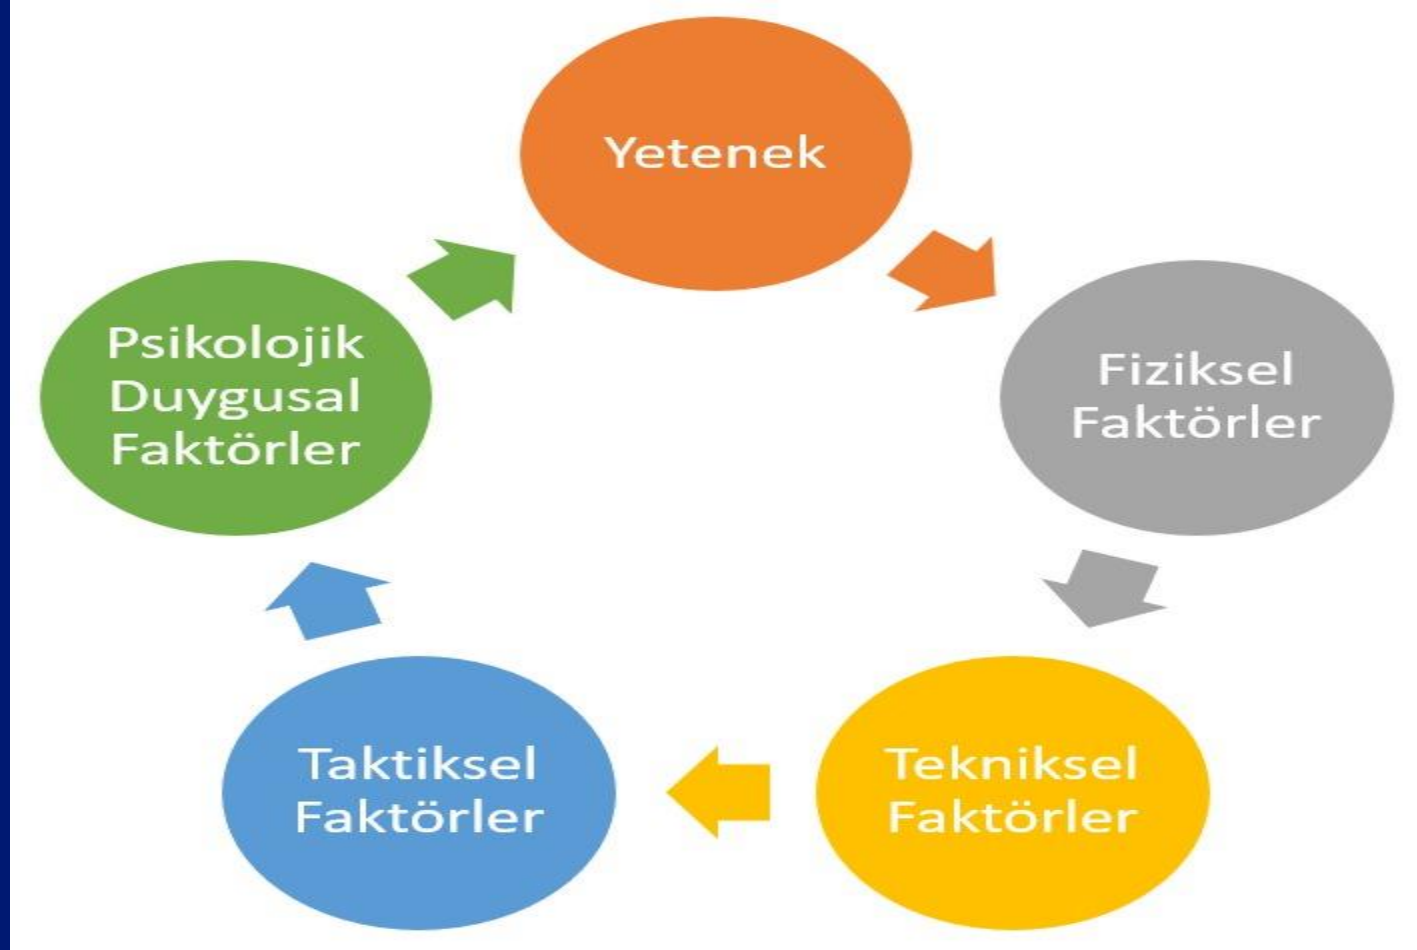 Yetenek
Fiziksel
Faktörler
Tekniksel
Faktörler
Taktiksel
Faktörler
Psikolojik
Duygusal
Faktörler